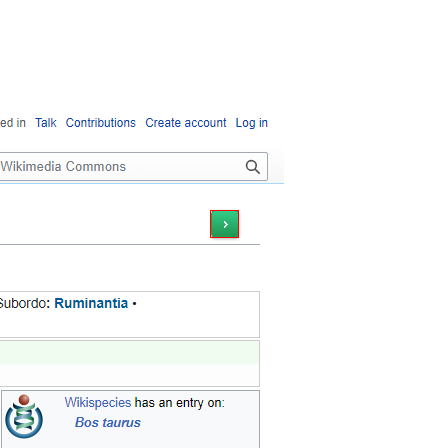 ed in Talk Contributions Create account Log in
Wikimedia Commons
Subordo: Ruminantia •
Wikispecies has an entry on:
Bos taurus